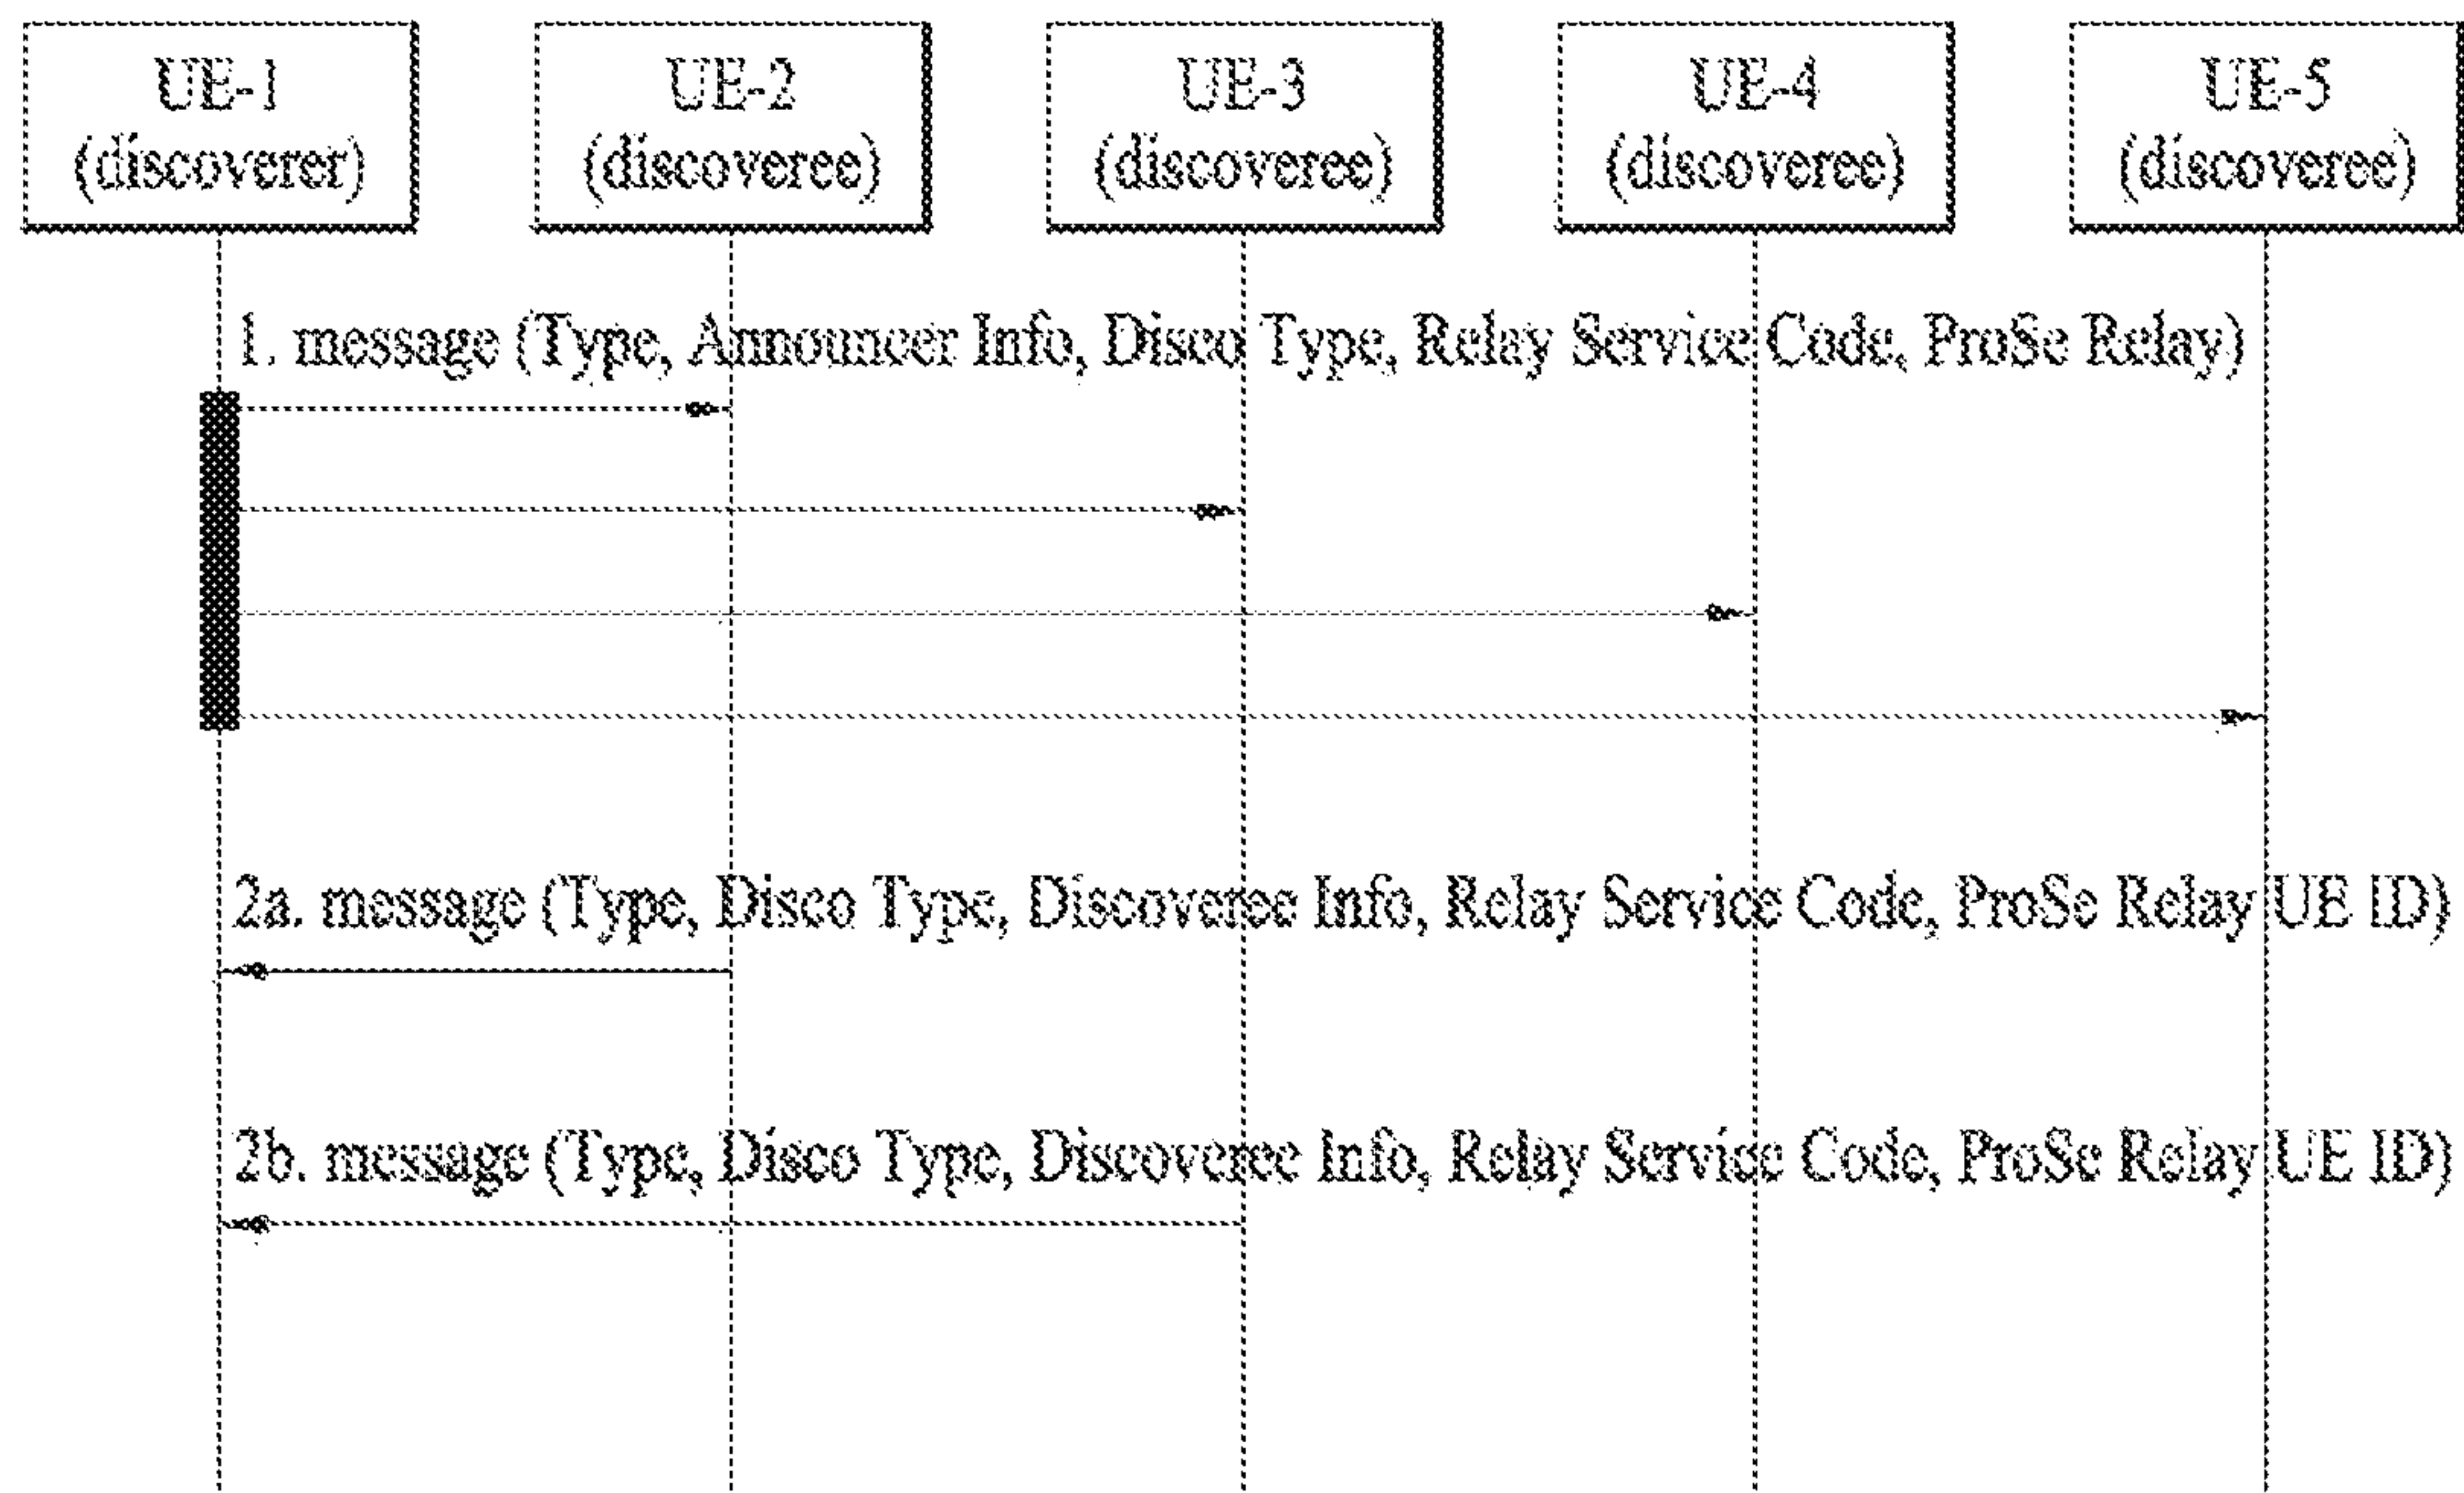 UE-1
(discoverer)
UE-2
(discoveree)
UE-3
(discoveree)
UE-4
(discoveree)
UE-5
(discoveree)
1. message (Type, Announcer Info, Disco Type, Relay Service Code, ProSe Relay)
2a. message (Type, Disco Type, Discoveree Info, Relay Service Code, ProSe Relay UE ID)
2b. message (Type, Disco Type, Discoveree Info, Relay Service Code, ProSe Relay UE ID)